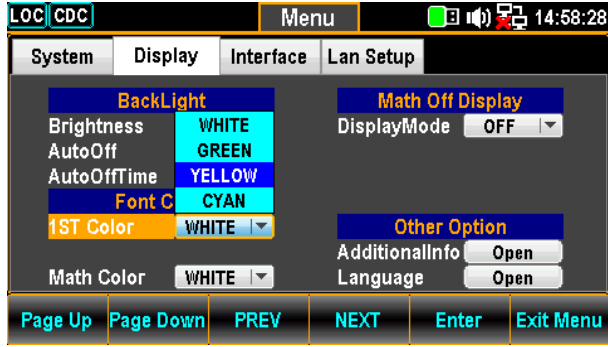 LOC CDC Menu 14:58:28
System Display Interface Lan Setup
BackLight Math Off Display
Brightness WHITE DisplayMode OFF
AutoOff GREEN
AutoOffTime YELLOW
Font C CYAN
1ST Color WHITE Other Option
AdditionalInfo Open
Math Color WHITE Language Open
Page Up Page Down PREV NEXT Enter Exit Menu